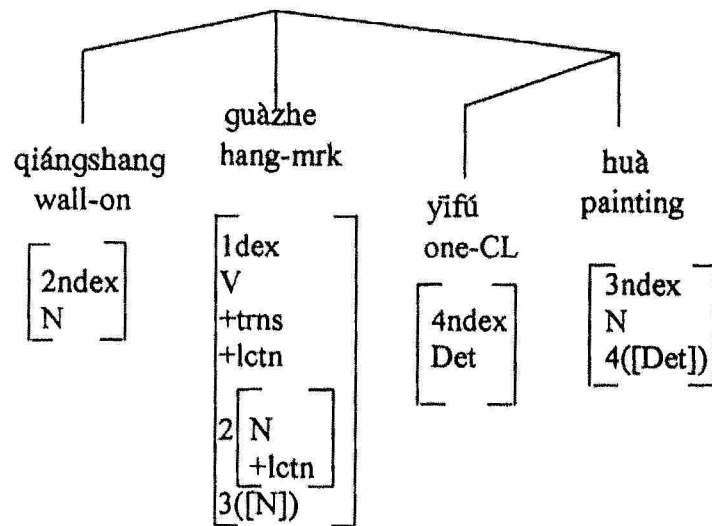 qiángshang
wall-on
2ndex
N
guàzhe
hang-mrk
1dex
V
+trns
+lctn
2 N
+lctn
3([N])
yīfú
one-CL
4ndex
Det
huà
painting
3ndex
N
4([Det])